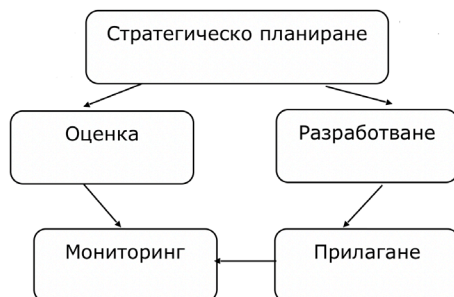 Стратегическо планиране
Оценка
Разработване
Мониторинг
Прилагане